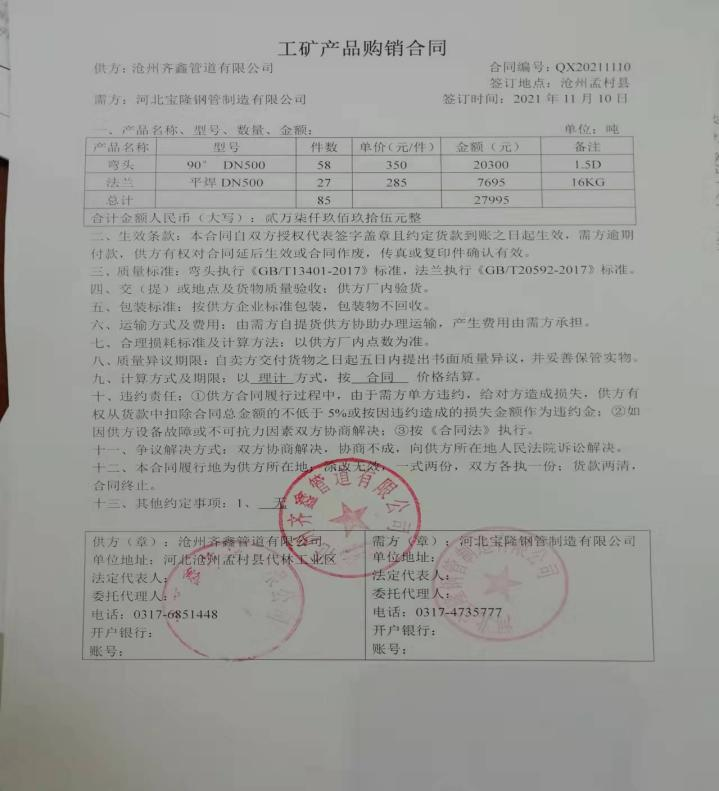 工矿产品购销合同
供方：沧州齐鑫管道有限公司 合同编号：QX20211110
签订地点：沧州孟村县
需方：河北宝隆钢管制造有限公司 签订时间：2021 年 11 月 10 日
一、产品名称、型号、数量、金额： 单位：吨
产品名称 型号 件数 单价（元/件） 金额（元） 备注
弯头 90° DN500 58 350 20300 1.5D
法兰 平焊 DN500 27 285 7695 16KG
总计 85 27995
合计金额人民币（大写）：贰万柒仟玖佰玖拾伍元整
二、生效条款：本合同自双方授权代表签字盖章且约定货款到账之日起生效，需方逾期
付款，供方有权对合同延后生效或合同作废，传真或复印件确认有效。
三、质量标准：弯头执行《GB/T13401-2017》标准，法兰执行《GB/T20592-2017》标准。
四、交（提）或地点及货物质量验收：供方厂内验货。
五、包装标准：按供方企业标准包装，包装物不回收。
六、运输方式及费用：由需方自提货供方协助办理运输，产生费用由需方承担。
七、合理损耗标准及计算方法：以供方厂内点数为准。
八、质量异议期限：自卖方交付货物之日起五日内提出书面质量异议，并妥善保管实物。
九、计算方式及期限：以 理计 方式，按 合同 价格结算。
十、违约责任：①供方合同履行过程中，由于需方单方违约，给对方造成损失，供方有
权从货款中扣除合同总金额的不低于 5%或按因违约造成的损失金额作为违约金；②如
因供方设备故障或不可抗力因素双方协商解决；③按《合同法》执行。
十一、争议解决方式：双方协商解决，协商不成，向供方所在地人民法院诉讼解决。
十二、本合同履行地为供方所在地，涂改无效，一式两份，双方各执一份；货款两清，
合同终止。
十三、其他约定事项：1、 无
供方（章）：沧州齐鑫管道有限公司
单位地址：河北沧州孟村县代林工业区
法定代表人：
委托代理人：
电话：0317-6851448
开户银行：
账号：
需方（章）：河北宝隆钢管制造有限公司
单位地址：
法定代表人：
委托代理人：
电话：0317-4735777
开户银行：
账号：
齐鑫管道有限公司